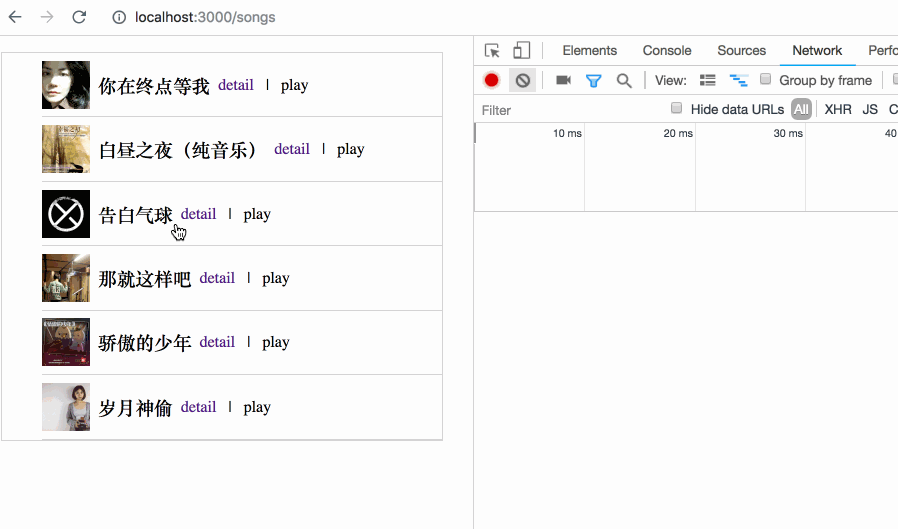 localhost:3000/songs
Elements Console Sources Network Perfo
View: Group by frame
Filter Hide data URLs All XHR JS C
10 ms 20 ms 30 ms 40
你在终点等我 detail | play
白昼之夜（纯音乐） detail | play
告白气球 detail | play
那就这样吧 detail | play
骄傲的少年 detail | play
岁月神偷 detail | play